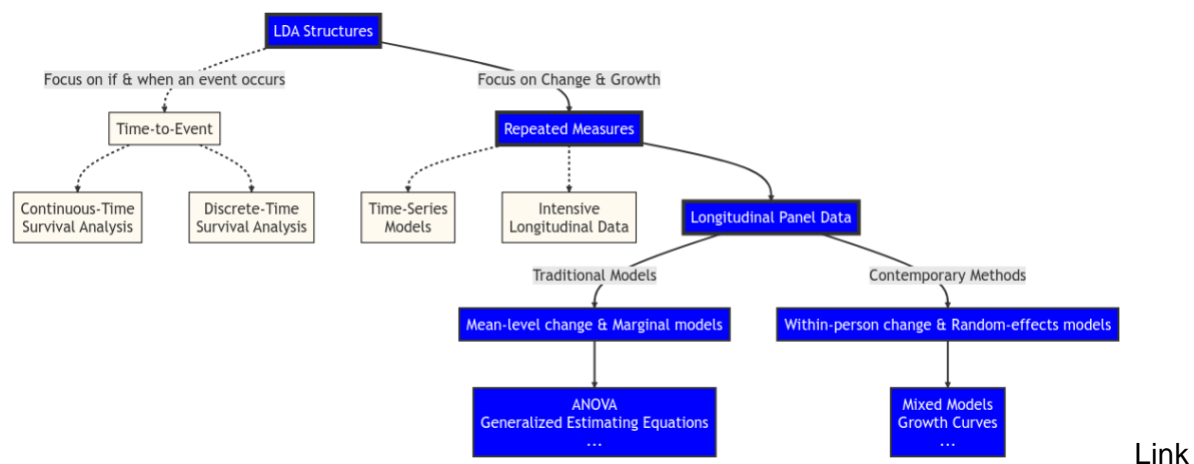 LDA Structures
Focus on if & when an event occurs
Focus on Change & Growth
Time-to-Event
Repeated Measures
Continuous-Time
Survival Analysis
Discrete-Time
Survival Analysis
Time-Series
Models
Intensive
Longitudinal Data
Longitudinal Panel Data
Traditional Models
Contemporary Methods
Mean-level change & Marginal models
Within-person change & Random-effects models
ANOVA
Generalized Estimating Equations
...
Mixed Models
Growth Curves
...
Link